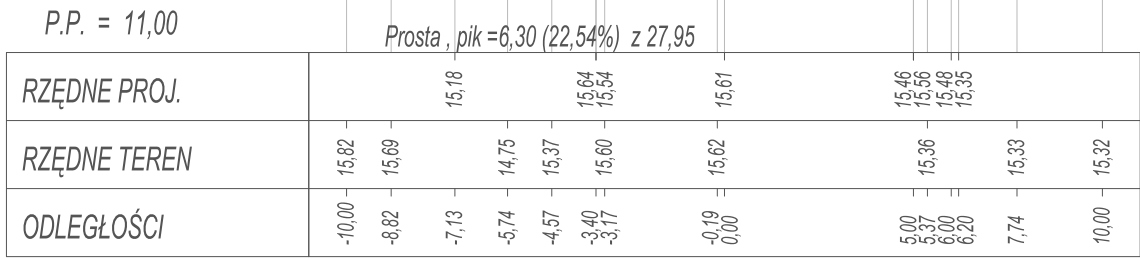 P.P. = 11,00
Prosta , pik =6,30 (22,54%) z 27,95
RZĘDNE PROJ. 15,18 15,64 15,54 15,61 15,46 15,56 15,48 15,35
RZĘDNE TEREN 15,82 15,69 14,75 15,37 15,60 15,62 15,36 15,33 15,32
ODLEGŁOŚCI -10,00 -8,82 -7,13 -5,74 -4,57 -3,40 -3,17 -0,19 0,00 5,00 5,37 6,00 6,20 7,74 10,00